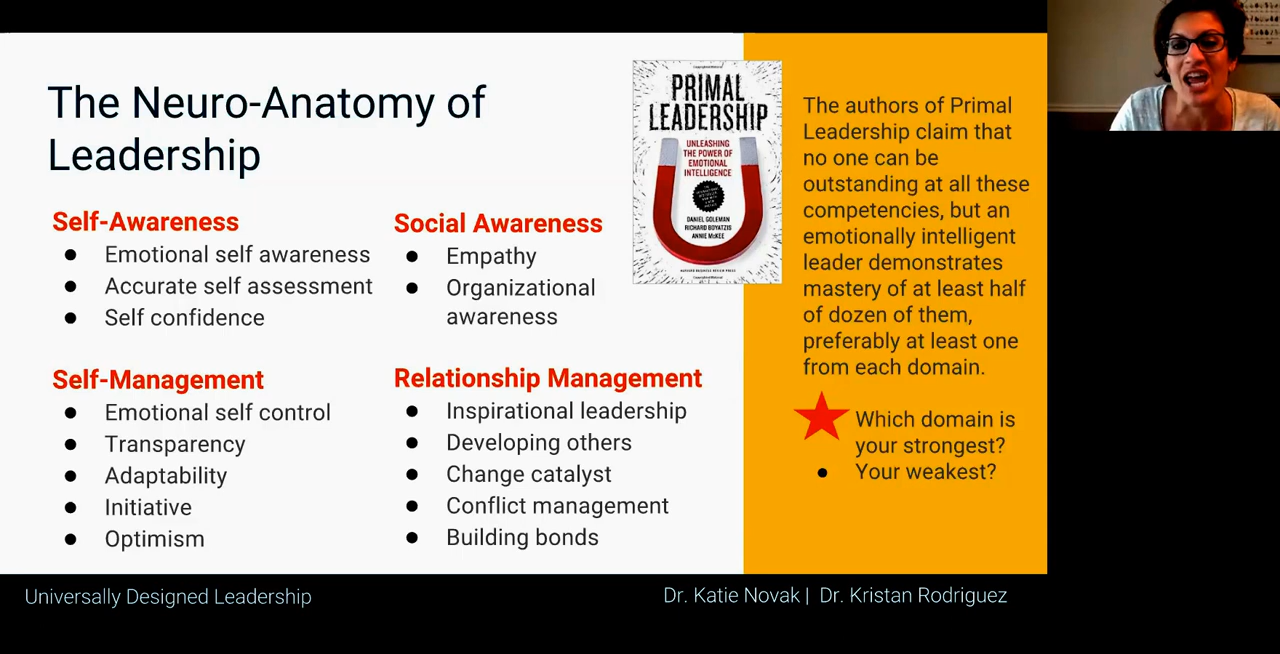 The Neuro-Anatomy of
Leadership
Self-Awareness
● Emotional self awareness
● Accurate self assessment
● Self confidence
Social Awareness
● Empathy
● Organizational
awareness
Self-Management
● Emotional self control
● Transparency
● Adaptability
● Initiative
● Optimism
Relationship Management
● Inspirational leadership
● Developing others
● Change catalyst
● Conflict management
● Building bonds
PRIMAL
LEADERSHIP
UNLEASHING
THE POWER OF
EMOTIONAL
INTELLIGENCE
DANIEL GOLEMAN
RICHARD BOYATZIS
ANNIE McKEE
HARVARD BUSINESS REVIEW PRESS
The authors of Primal
Leadership claim that
no one can be
outstanding at all these
competencies, but an
emotionally intelligent
leader demonstrates
mastery of at least half
of dozen of them,
preferably at least one
from each domain.
Which domain is
your strongest?
● Your weakest?
Universally Designed Leadership
Dr. Katie Novak | Dr. Kristan Rodriguez